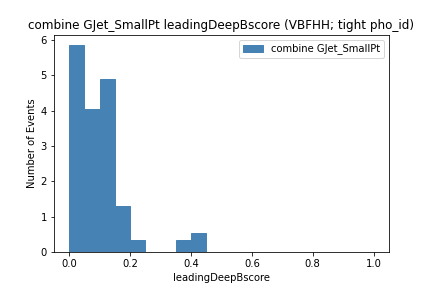 combine GJet_SmallPt leadingDeepBscore (VBFHH; tight pho_id)
combine GJet_SmallPt
6
5
4
3
2
1
0
Number of Events
0.0 0.2 0.4 0.6 0.8 1.0
leadingDeepBscore